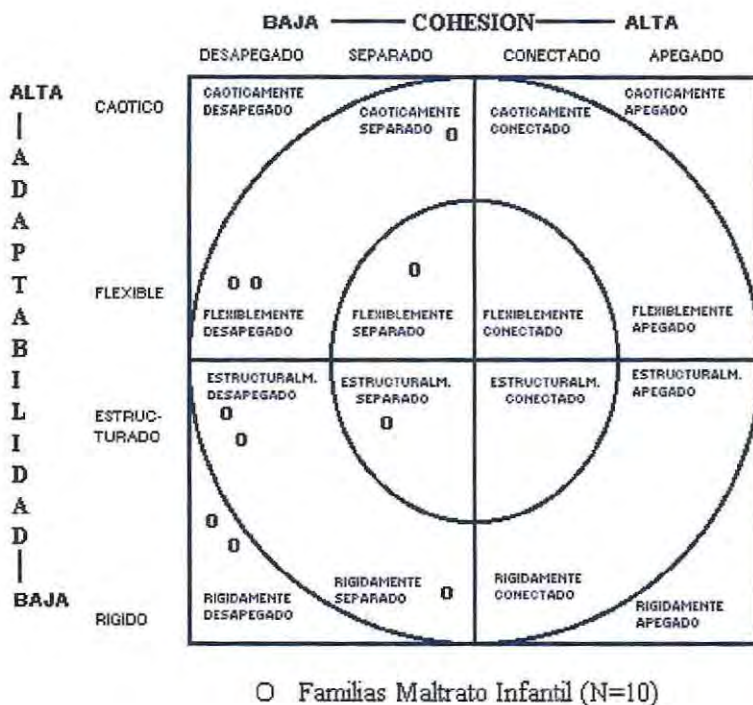 BAJA COHESION ALTA
DESAPEGADO SEPARADO CONECTADO APEGADO
ALTA
ADAPTABILIDAD
BAJA
CAOTICO
FLEXIBLE
ESTRUC-
TURADO
RIGIDO
CAOTICAMENTE
DESAPEGADO
CAOTICAMENTE
SEPARADO
O
CAOTICAMENTE
CONECTADO
CAOTICAMENTE
APEGADO
O O
FLEXIBLEMENTE
DESAPEGADO
O
FLEXIBLEMENTE
SEPARADO
FLEXIBLEMENTE
CONECTADO
FLEXIBLEMENTE
APEGADO
ESTRUCTURALM.
DESAPEGADO
O
O
ESTRUCTURALM.
SEPARADO
O
ESTRUCTURALM.
CONECTADO
ESTRUCTURALM.
APEGADO
O
O
RIGIDAMENTE
DESAPEGADO
RIGIDAMENTE
SEPARADO O
RIGIDAMENTE
CONECTADO
RIGIDAMENTE
APEGADO
O Familias Maltrato Infantil (N=10)